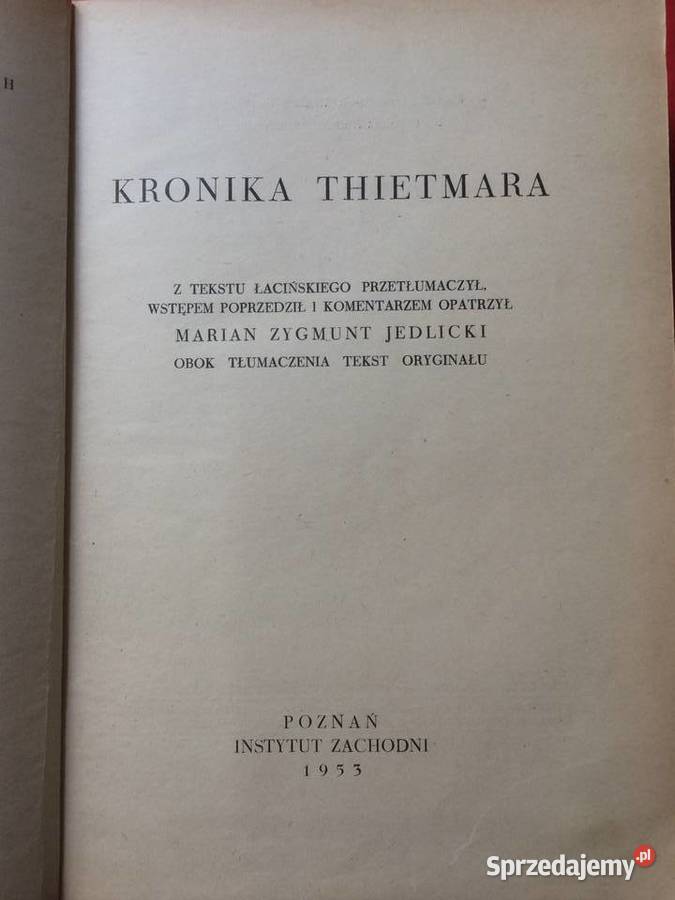 H
KRONIKA THIETMARA
Z TEKSTU ŁACIŃSKIEGO PRZETŁUMACZYŁ,
WSTĘPEM POPRZEDZIŁ I KOMENTARZEM OPATRZYŁ
MARIAN ZYGMUNT JEDLICKI
OBOK TŁUMACZENIA TEKST ORYGINAŁU
POZNAŃ
INSTYTUT ZACHODNI
1953
Sprzedajemy.pl